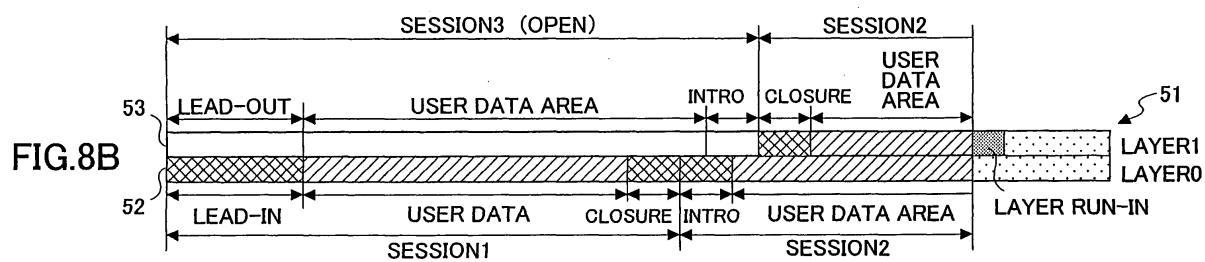 SESSION3 (OPEN)
SESSION2
USER
DATA
AREA
INTRO
CLOSURE
53
LEAD-OUT
USER DATA AREA
51
FIG.8B
LAYER1
LAYER0
52
LEAD-IN
USER DATA
CLOSURE
INTRO
USER DATA AREA
LAYER RUN-IN
SESSION1
SESSION2